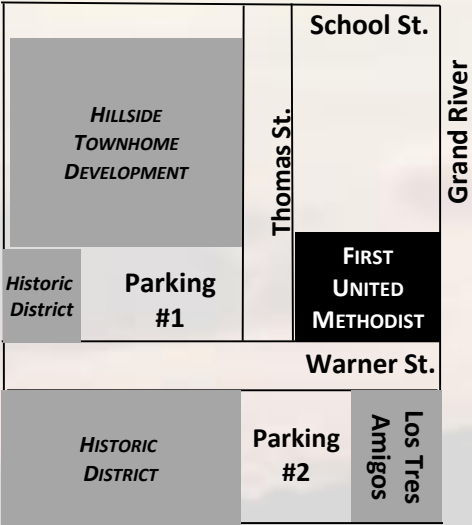 School St.
Grand River
HILLSIDE
TOWNHOME
DEVELOPMENT
Thomas St.
Historic
District
Parking
#1
FIRST
UNITED
METHODIST
Warner St.
HISTORIC
DISTRICT
Parking
#2
Los Tres
Amigos